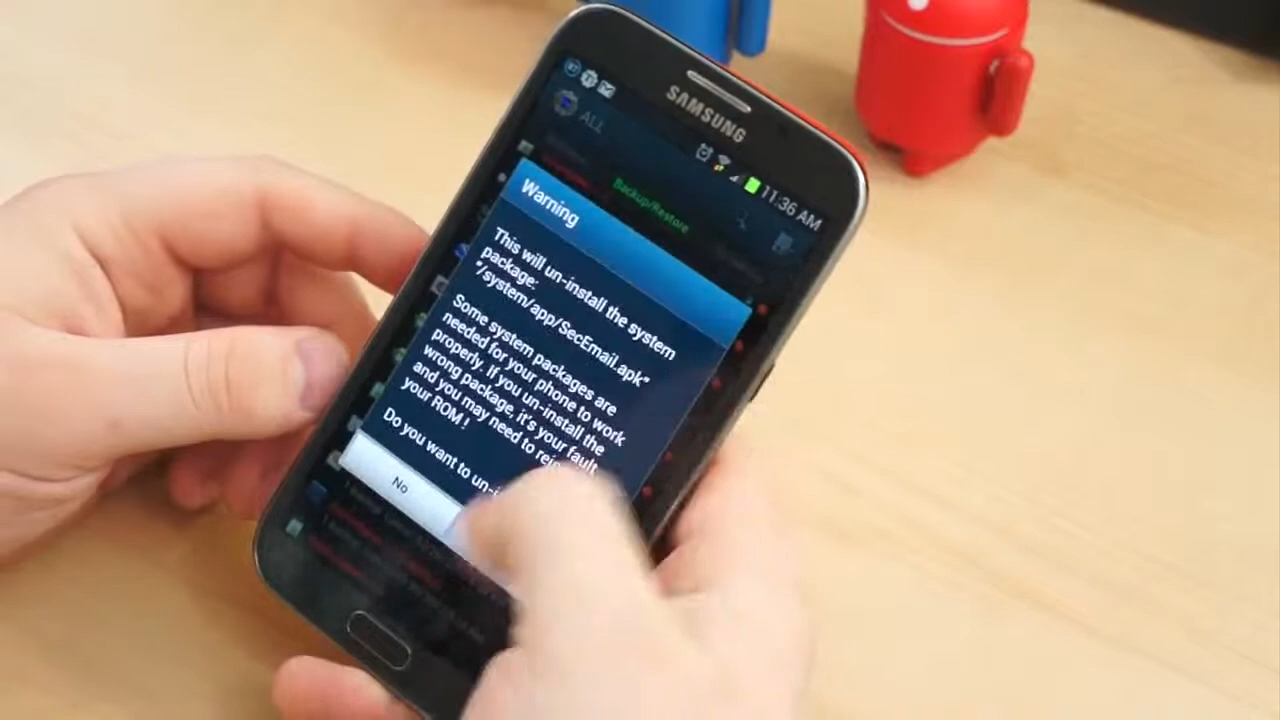 SAMSUNG
11:36 AM
ALL
Backup/Restore
Warning
This will un-install the system
package:
"/system/app/SecEmail.apk"
Some system packages are
needed for your phone to work
properly. If you un-install the
wrong package, it's your fault
and you may need to
your ROM !
Do you want to
No